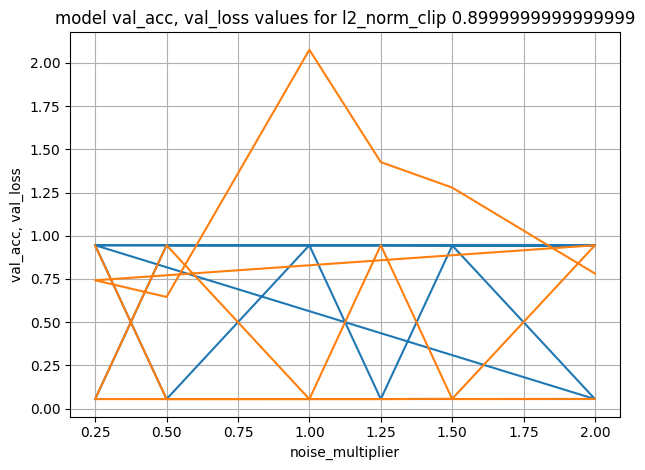 model val_acc, val_loss values for l2_norm_clip 0.8999999999999999
2.00
1.75
1.50
1.25
1.00
0.75
0.50
0.25
0.00
val_acc, val_loss
0.25 0.50 0.75 1.00 1.25 1.50 1.75 2.00
noise_multiplier